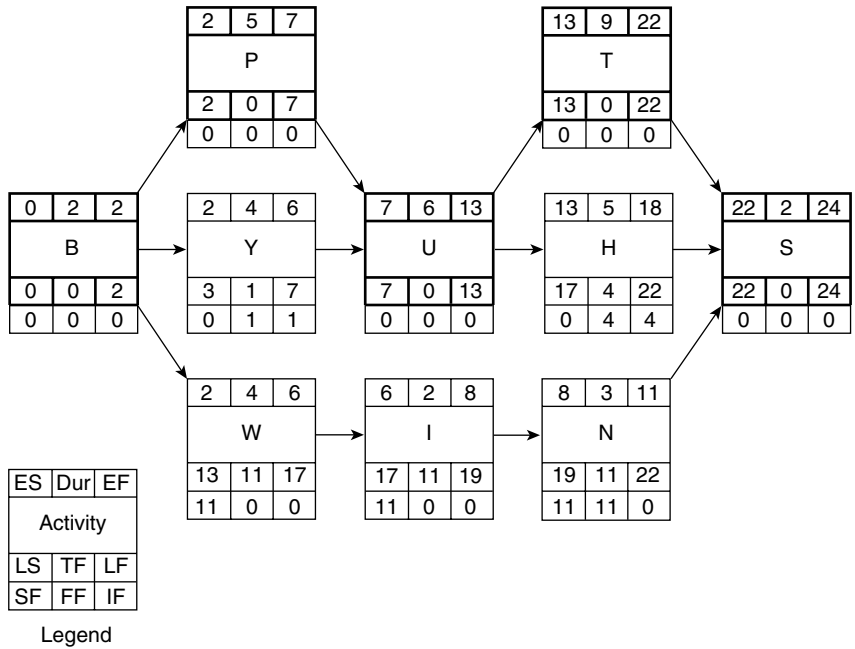 2 5 7
P
2 0 7
0 0 0
13 9 22
T
13 0 22
0 0 0
0 2 2
B
0 0 2
0 0 0
2 4 6
Y
3 1 7
0 1 1
7 6 13
U
7 0 13
0 0 0
13 5 18
H
17 4 22
0 4 4
22 2 24
S
22 0 24
0 0 0
2 4 6
W
13 11 17
11 0 0
6 2 8
I
17 11 19
11 0 0
8 3 11
N
19 11 22
11 11 0
ES Dur EF
Activity
LS TF LF
SF FF IF
Legend